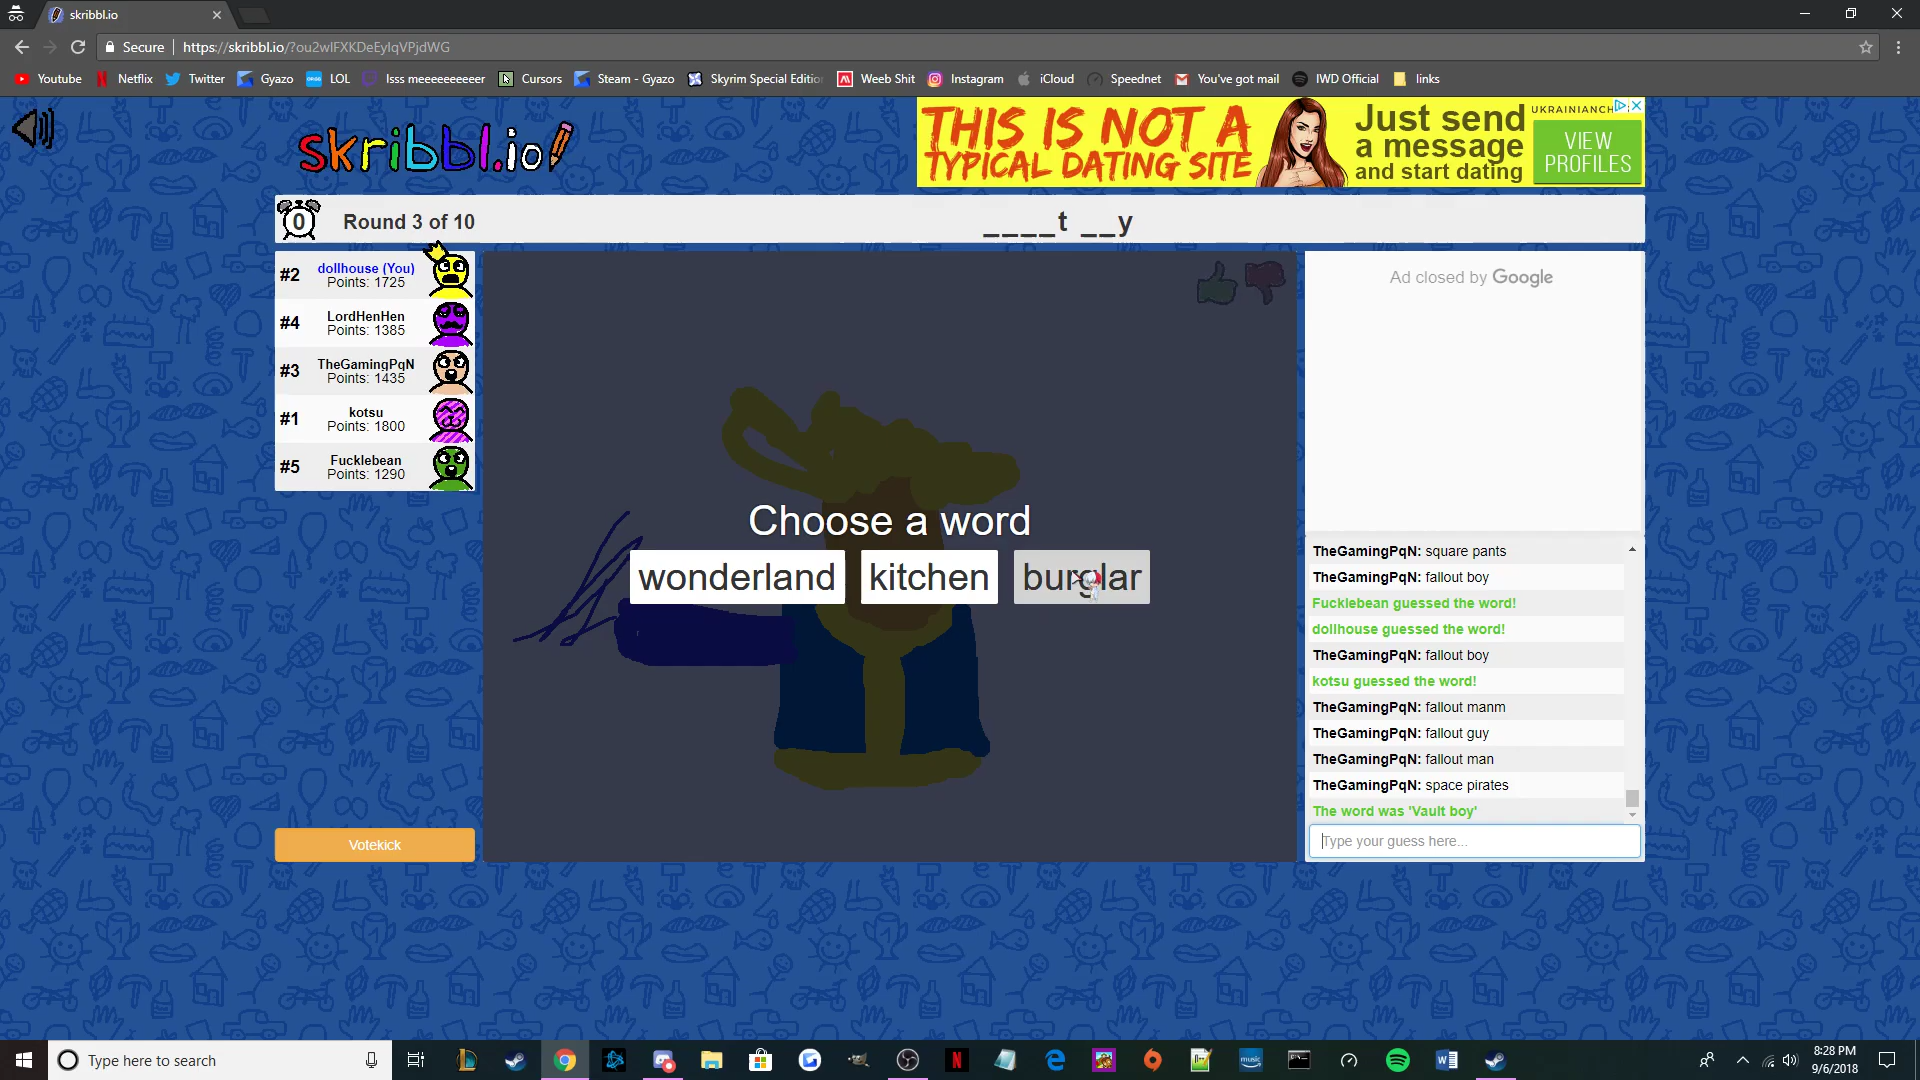 skribbl.io
Secure
https://skribbl.io/?ou2wlFXKDeEylqVPjdWG
Youtube
Netflix
Twitter
Gyazo
LOL
Isss meeeeeeeeeer
Cursors
Steam - Gyazo
Skyrim Special Editio
Weeb Shit
Instagram
iCloud
Speednet
You've got mail
IWD Official
links
skribbl.io
THIS IS NOT A
TYPICAL DATING SITE
Just send
a message
and start dating
UKRAINIANCH
VIEW
PROFILES
0
Round 3 of 10
____t __y
#2
dollhouse (You)
Points: 1725
#4
LordHenHen
Points: 1385
#3
TheGamingPqN
Points: 1435
#1
kotsu
Points: 1800
#5
Fucklebean
Points: 1290
Votekick
Choose a word
wonderland
kitchen
burglar
Ad closed by Google
TheGamingPqN: square pants
TheGamingPqN: fallout boy
Fucklebean guessed the word!
dollhouse guessed the word!
TheGamingPqN: fallout boy
kotsu guessed the word!
TheGamingPqN: fallout manm
TheGamingPqN: fallout guy
TheGamingPqN: fallout man
TheGamingPqN: space pirates
The word was 'Vault boy'
Type your guess here...
Type here to search
8:28 PM
9/6/2018